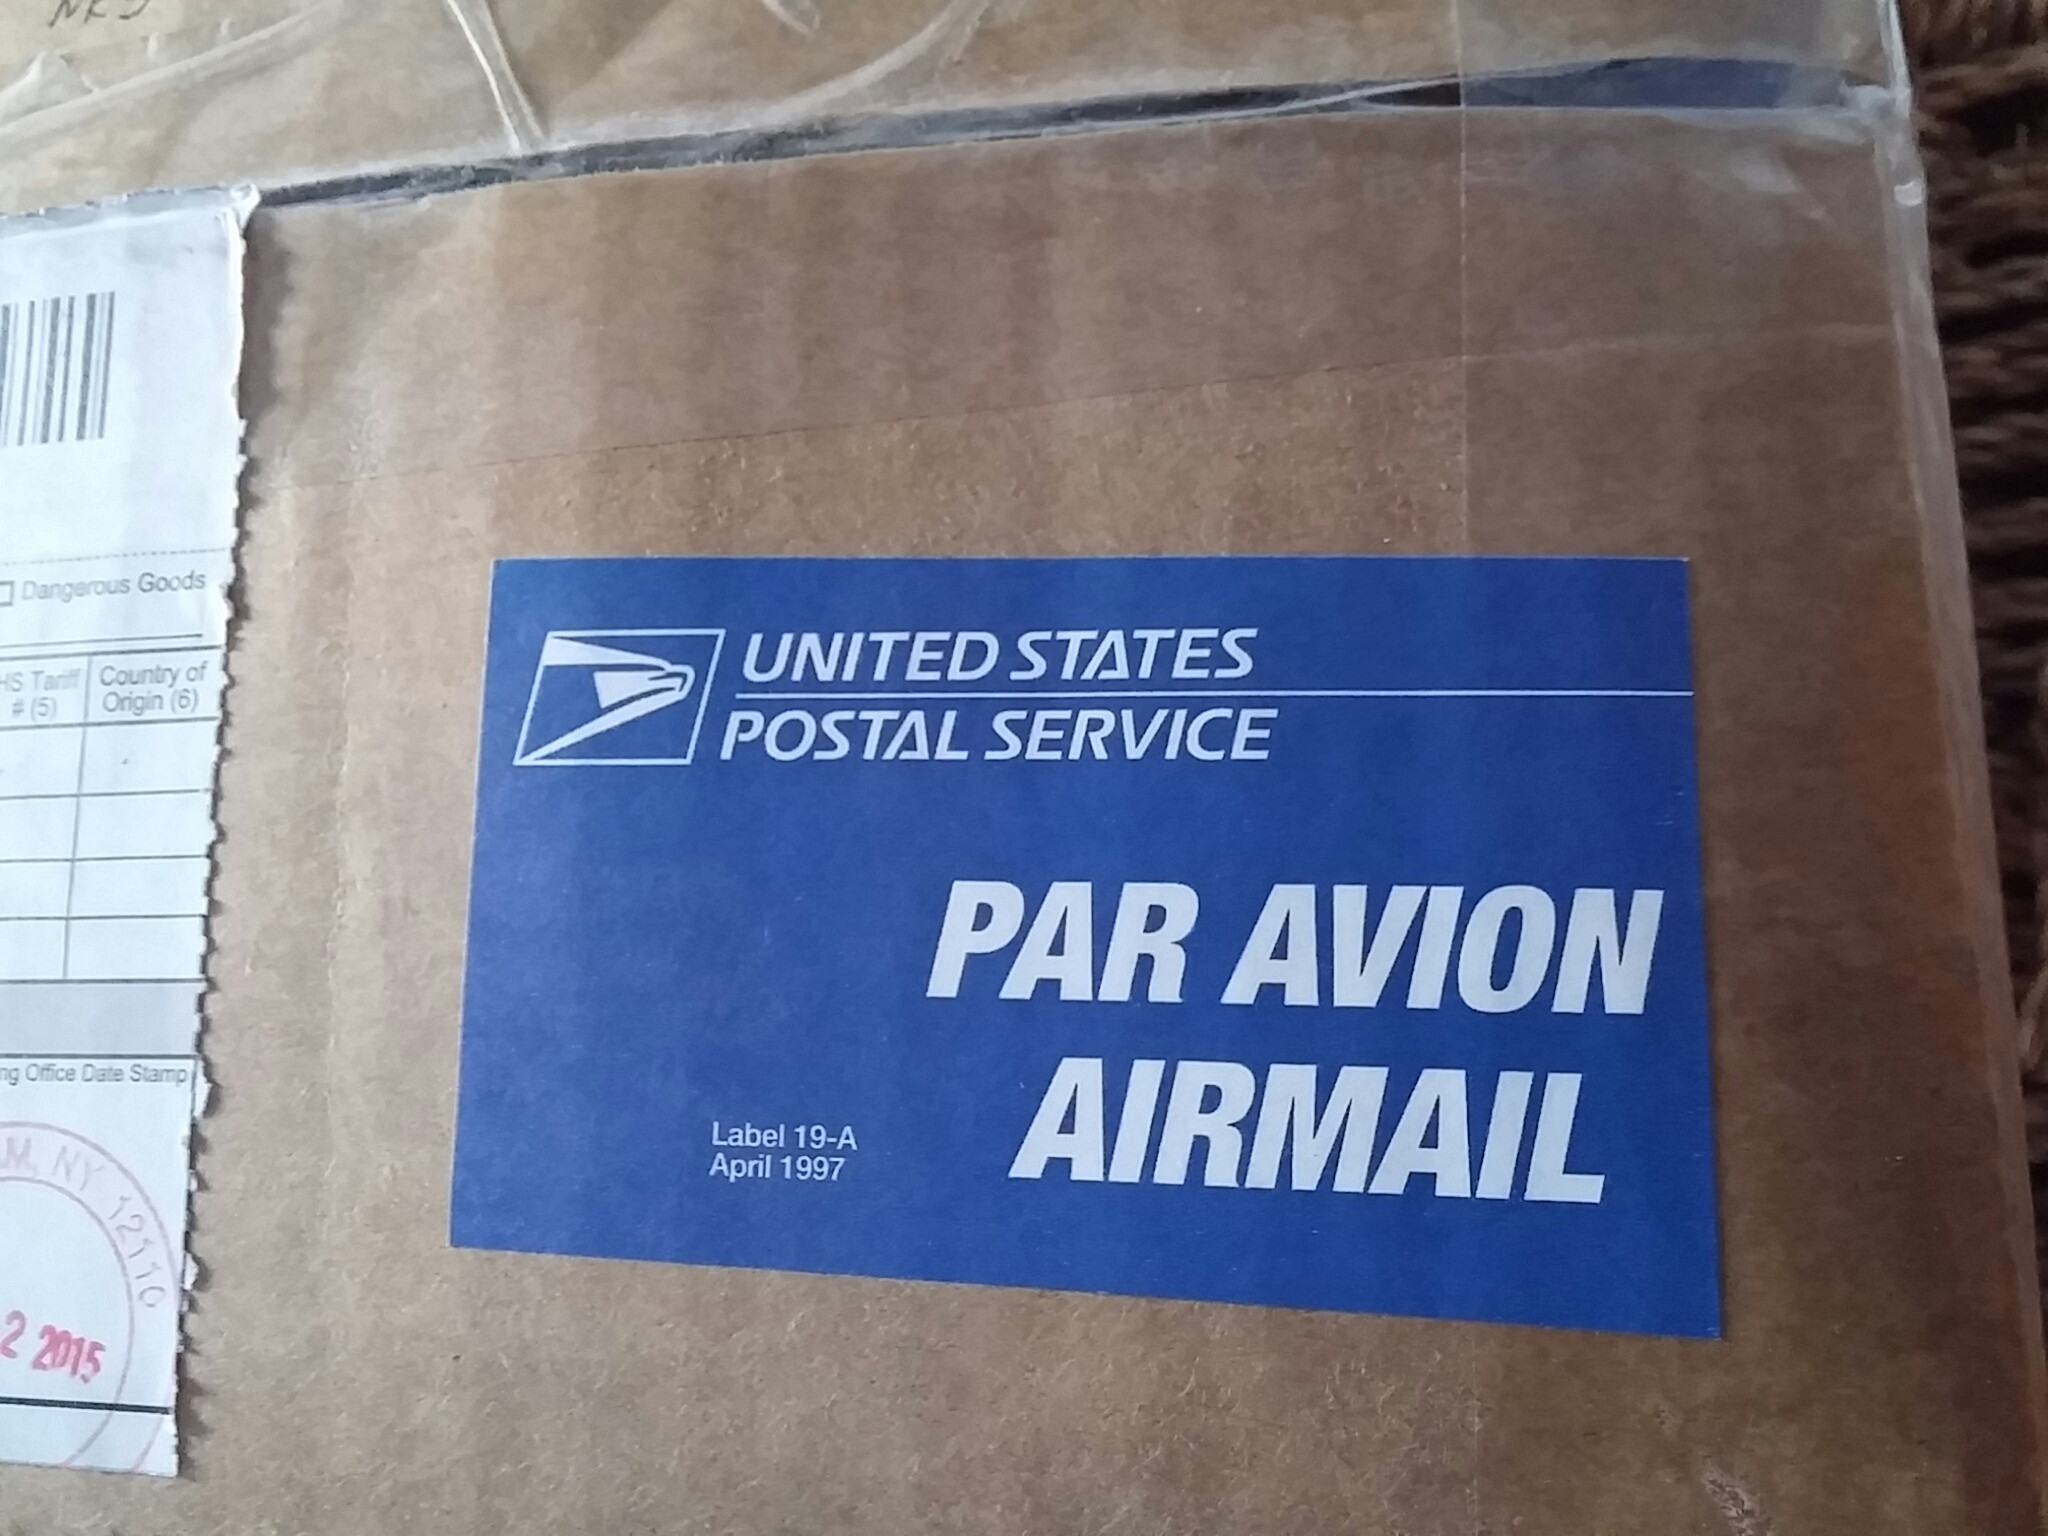 Dangerous Goods
Country of
Origin (6)
# (5)
Office Date Stamp
NY 12110
2 2015
UNITED STATES
POSTAL SERVICE
PAR AVION
AIRMAIL
Label 19-A
April 1997